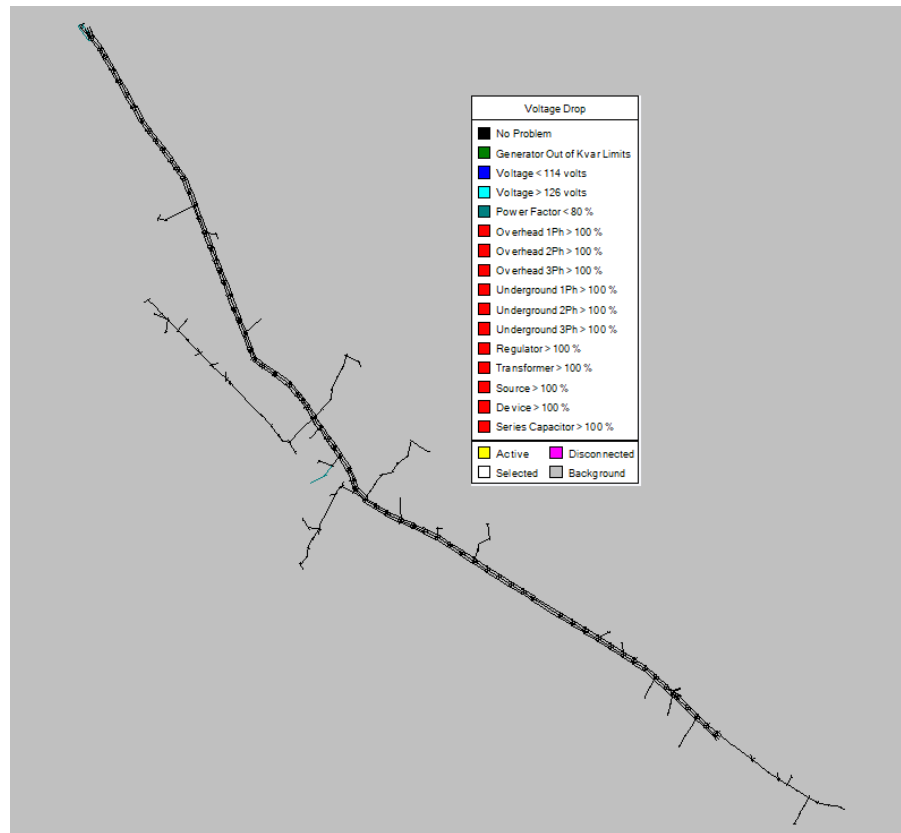 Voltage Drop
No Problem
Generator Out of Kvar Limits
Voltage < 114 volts
Voltage > 126 volts
Power Factor < 80 %
Overhead 1Ph > 100 %
Overhead 2Ph > 100 %
Overhead 3Ph > 100 %
Underground 1Ph > 100 %
Underground 2Ph > 100 %
Underground 3Ph > 100 %
Regulator > 100 %
Transformer > 100 %
Source > 100 %
Device > 100 %
Series Capacitor > 100 %
Active Disconnected
Selected Background